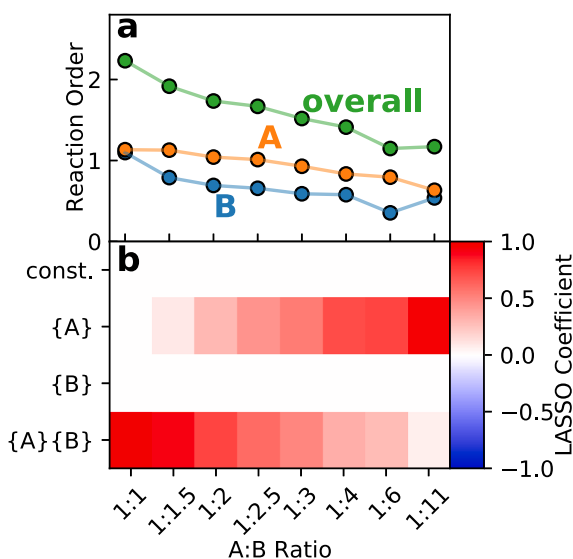 a
Reaction Order
2
1
0
overall
A
B
b
const.
{A}
{B}
{A}{B}
1:1
1:1.5
1:2
1:2.5
1:3
1:4
1:6
1:11
A:B Ratio
1.0
0.5
0.0
−0.5
−1.0
LASSO Coefficient